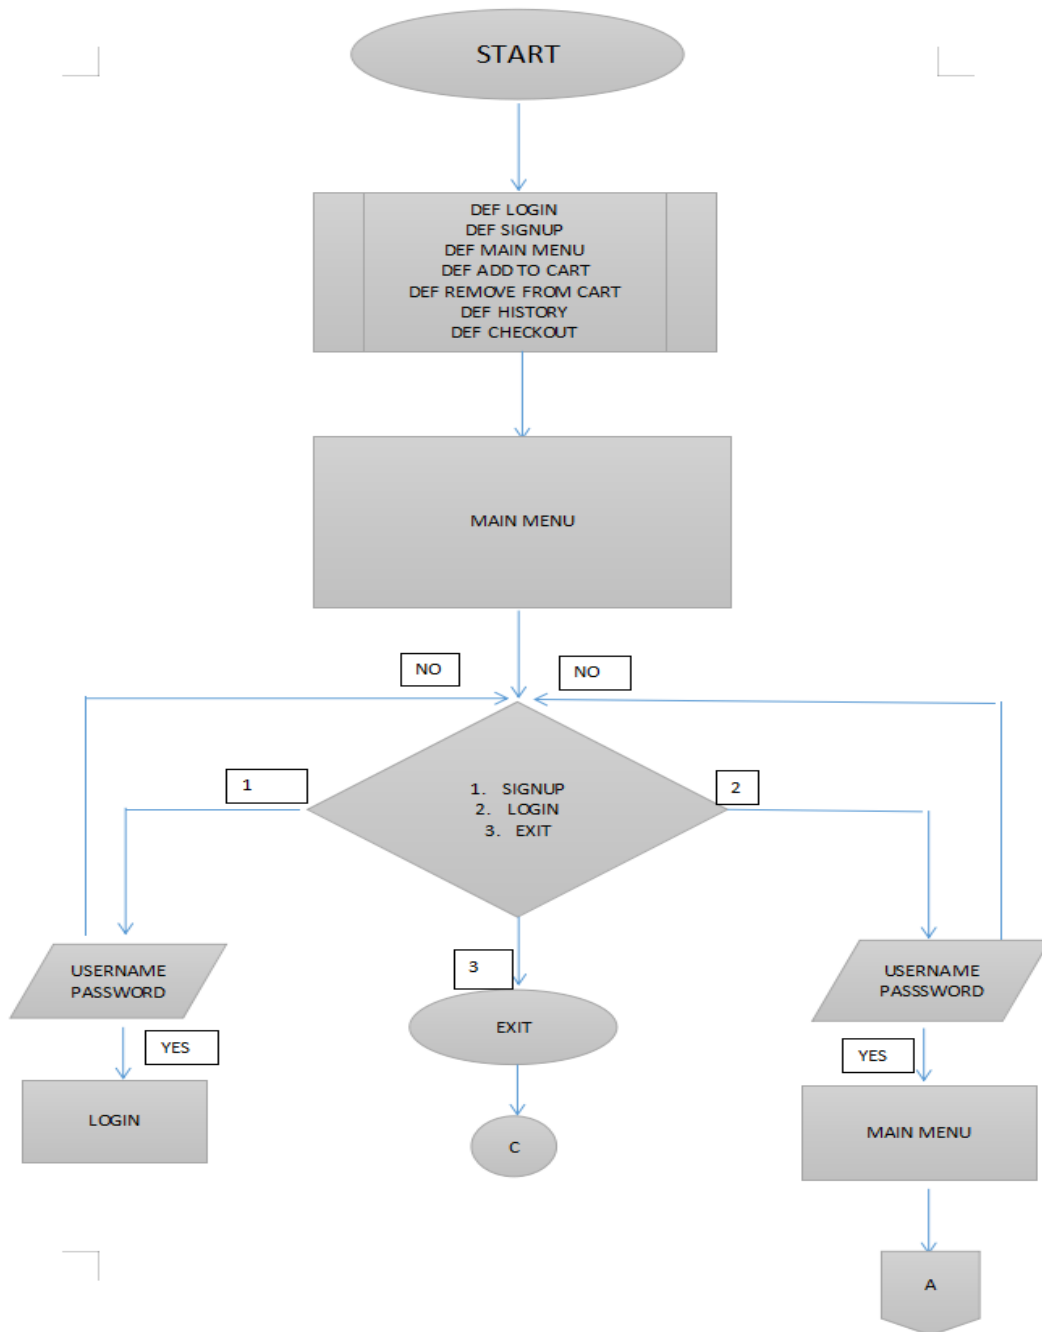 START
DEF LOGIN
DEF SIGNUP
DEF MAIN MENU
DEF ADD TO CART
DEF REMOVE FROM CART
DEF HISTORY
DEF CHECKOUT
MAIN MENU
NO
NO
1
2
1. SIGNUP
2. LOGIN
3. EXIT
3
USERNAME
PASSWORD
USERNAME
PASSSWORD
EXIT
YES
YES
LOGIN
C
MAIN MENU
A